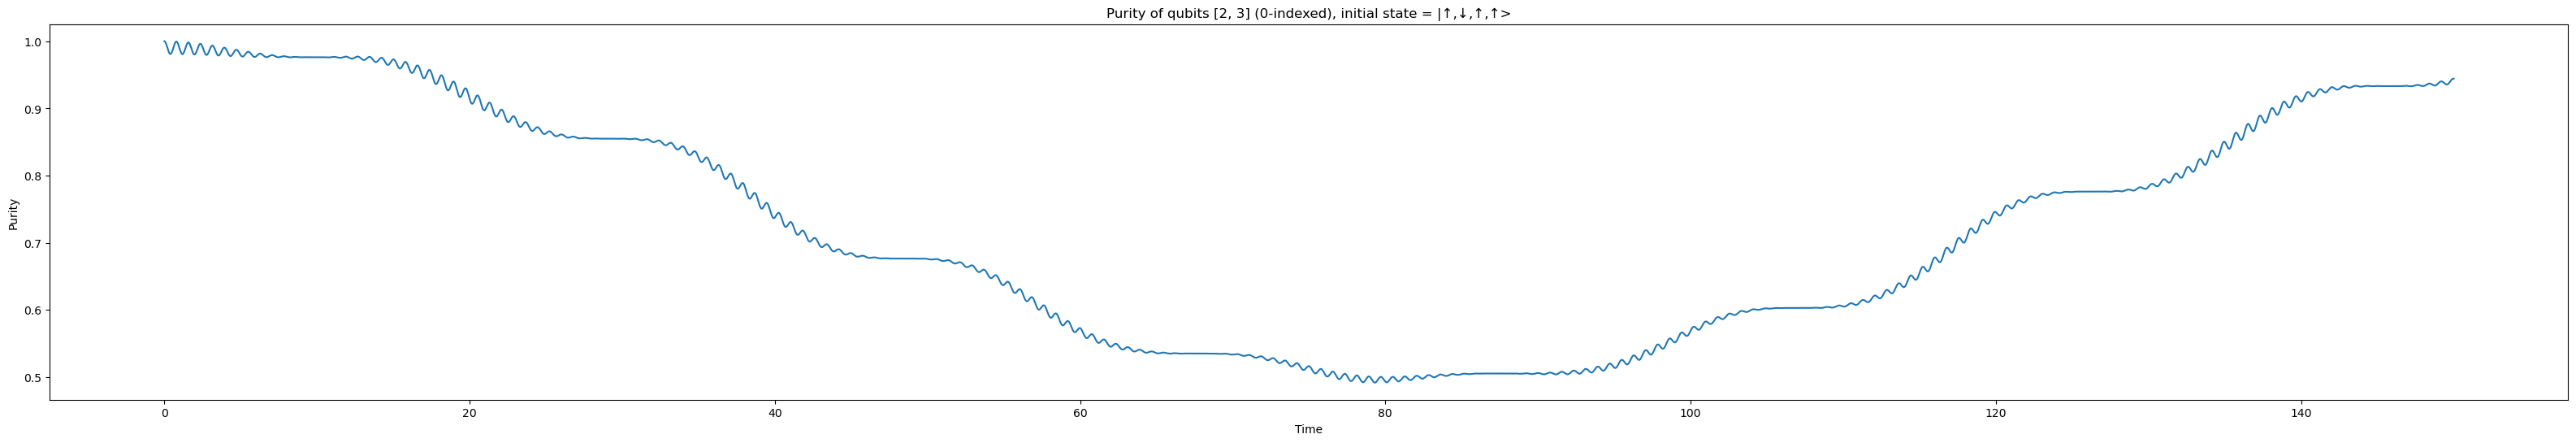 Purity of qubits [2, 3] (0-indexed), initial state = |↑,↓,↑,↑>
Purity
1.0
0.9
0.8
0.7
0.6
0.5
0 20 40 60 80 100 120 140
Time